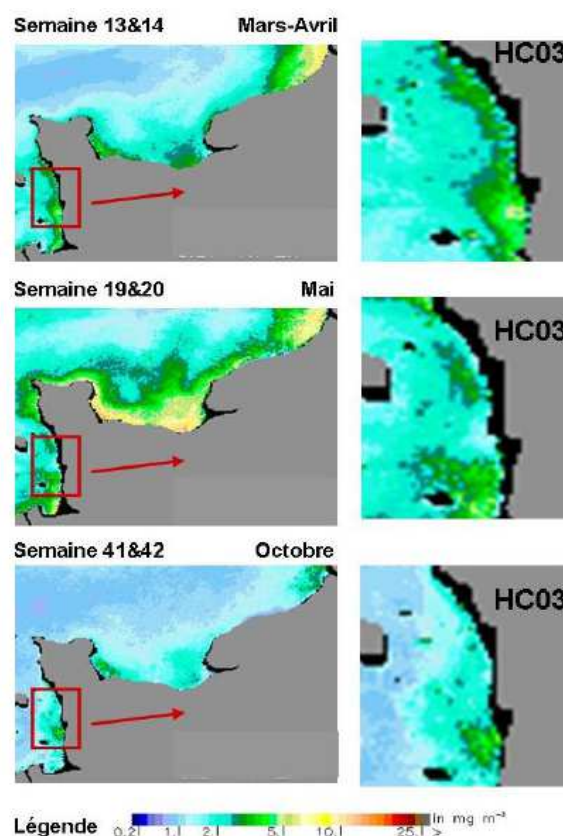 Semaine 13&14 Mars-Avril
HC03
Semaine 19&20 Mai
HC03
Semaine 41&42 Octobre
HC03
Légende 0.2 1.1 2.1 5.1 10.1 25.1 > in mg m⁻³